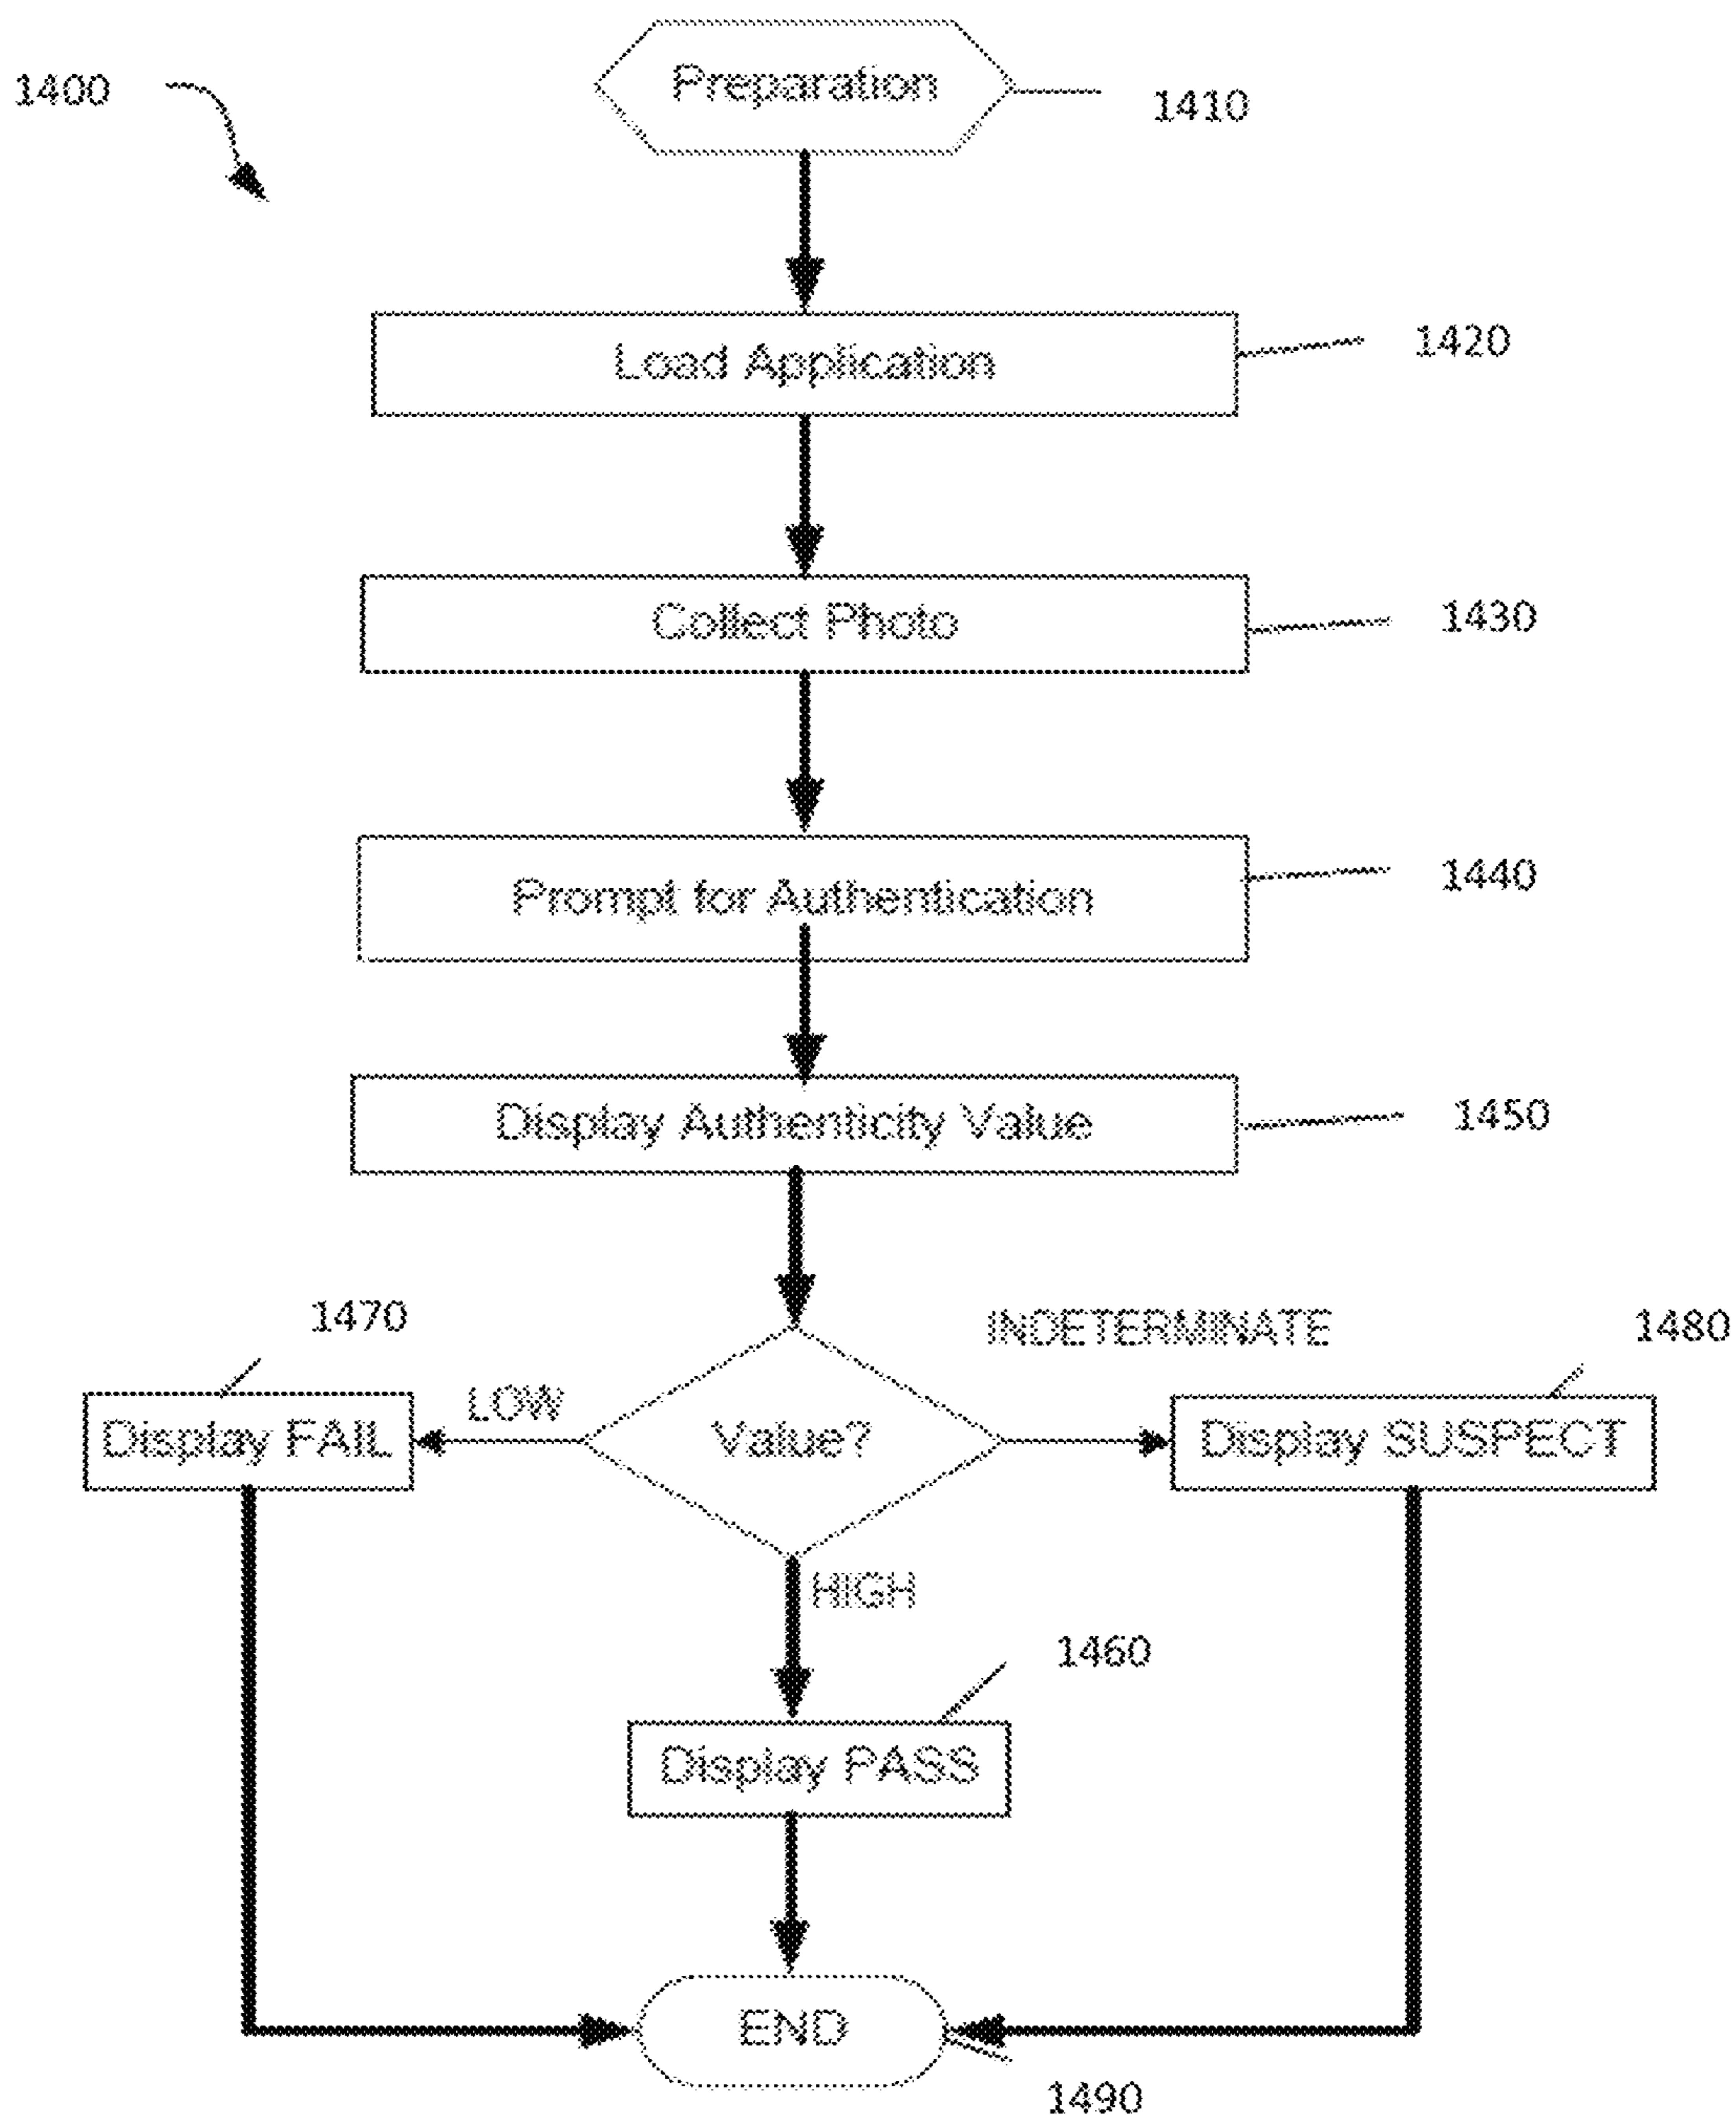 1400
Preparation
1410
Load Application
1420
Collect Photo
1430
Prompt for Authentication
1440
Display Authenticity Value
1450
1470
INDETERMINATE
1480
Display FAIL
LOW
Value?
Display SUSPECT
HIGH
1460
Display PASS
END
1490